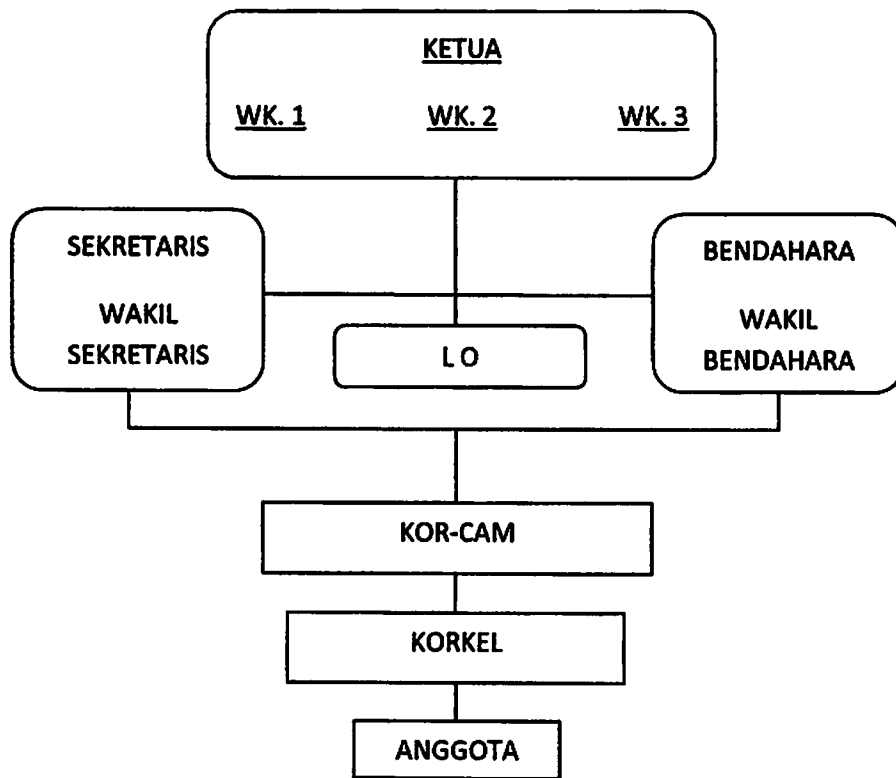 KETUA
WK. 1 WK. 2 WK. 3
SEKRETARIS
WAKIL
SEKRETARIS
BENDAHARA
WAKIL
BENDAHARA
L O
KOR-CAM
KORKEL
ANGGOTA